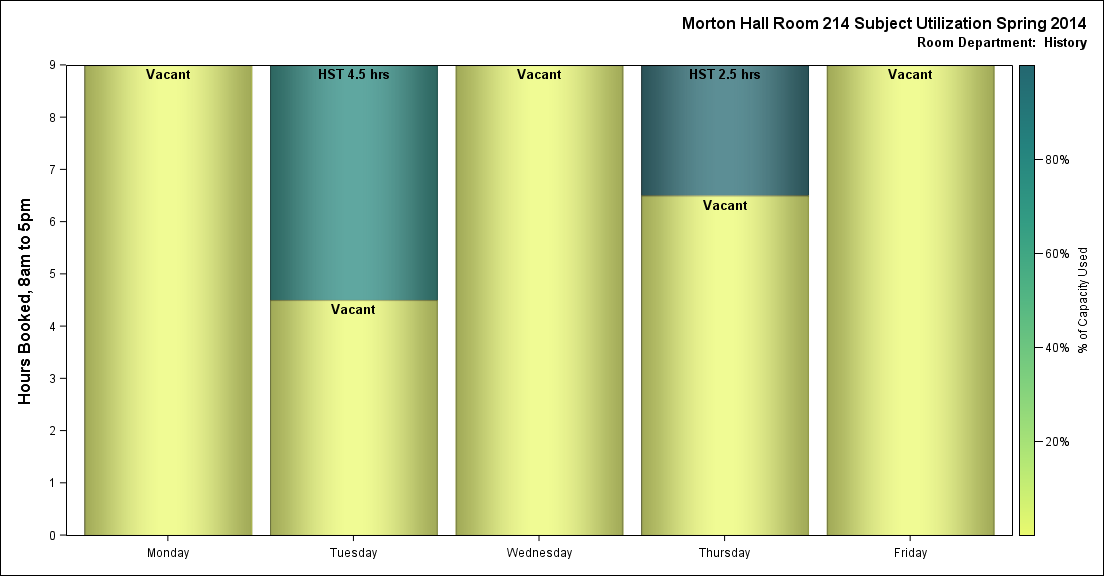 Morton Hall Room 214 Subject Utilization Spring 2014
Room Department:  History
Hours Booked, 8am to 5pm
9
8
7
6
5
4
3
2
1
0
Vacant
HST 4.5 hrs
Vacant
HST 2.5 hrs
Vacant
Vacant
Vacant
Monday
Tuesday
Wednesday
Thursday
Friday
80%
60%
40%
20%
% of Capacity Used